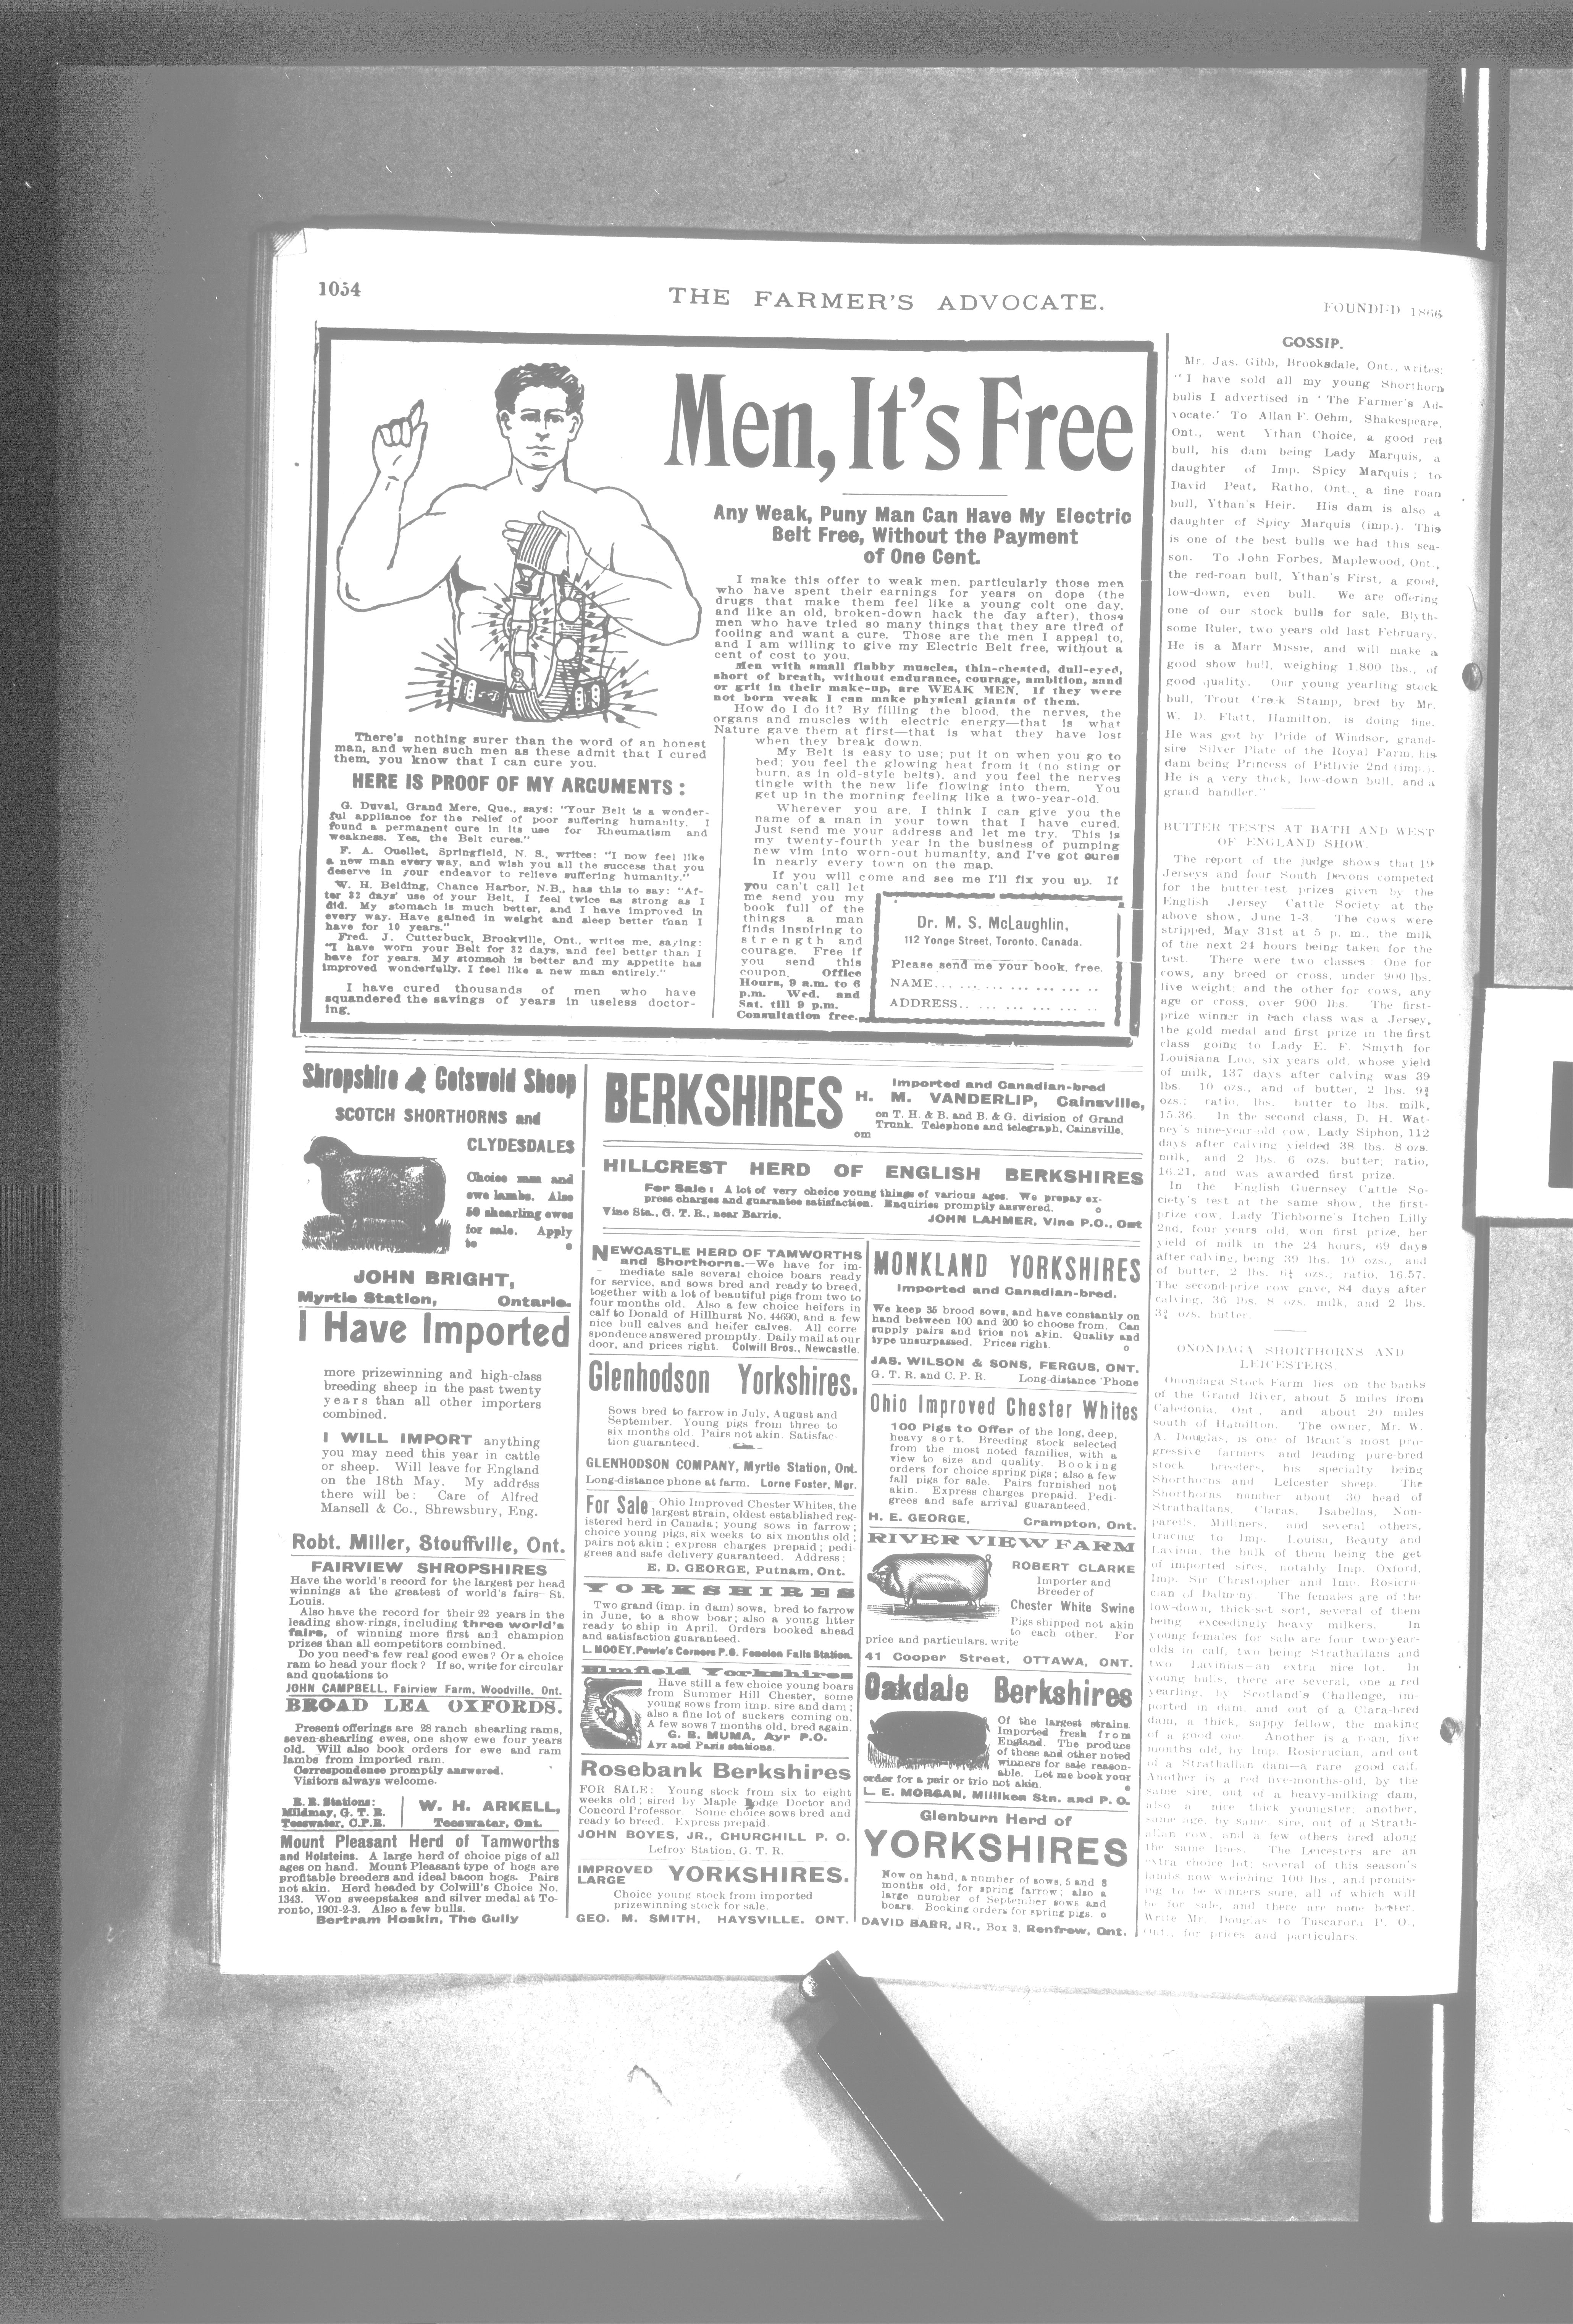 1054
THE FARMER'S ADVOCATE.
FOUNDED 1866
Men, It's Free
Any Weak, Puny Man Can Have My Electric
Belt Free, Without the Payment
of One Cent.
I make this offer to weak men, particularly those men
who have spent their earnings for years on dope (the
drugs that make them feel like a young colt one day,
and like an old, broken-down hack the day after), those
men who have tried so many things that they are tired of
fooling and want a cure. Those are the men I appeal to,
and I am willing to give my Electric Belt free, without a
cent of cost to you.
Men with small flabby muscles, thin-chested, dull-eyed,
short of breath, without endurance, courage, ambition, sand
or grit in their make-up, are WEAK MEN. If they were
not born weak I can make physical giants of them.
How do I do it? By filling the blood, the nerves, the
organs and muscles with electric energy—that is what
Nature gave them at first—that is what they have lost
when they break down.
My Belt is easy to use; put it on when you go to
bed; you feel the glowing heat from it (no sting or
burn, as in old-style belts), and you feel the nerves
tingle with the new life flowing into them. You
get up in the morning feeling like a two-year-old.
Wherever you are, I think I can give you the
name of a man in your town that I have cured.
Just send me your address and let me try. This is
my twenty-fourth year in the business of pumping
new vim into worn-out humanity, and I've got cures
in nearly every town on the map.
If you will come and see me I'll fix you up. If
you can't call let
me send you my
book full of the
things a man
finds inspiring to
strength and
courage. Free if
you send this
coupon. Office
Hours, 9 a.m. to 6
p.m. Wed. and
Sat. till 9 p.m.
Consultation free.
Dr. M. S. McLaughlin,
112 Yonge Street, Toronto, Canada.
Please send me your book, free.
NAME
ADDRESS
There's nothing surer than the word of an honest
man, and when such men as these admit that I cured
them, you know that I can cure you.
HERE IS PROOF OF MY ARGUMENTS:
G. Duval, Grand Mere, Que., says: "Your Belt is a wonder-
ful appliance for the relief of poor suffering humanity. I
found a permanent cure in its use for Rheumatism and
weakness. Yes, the Belt cures."
F. A. Ouellet, Springfield, N. S., writes: "I now feel like
a new man every way, and wish you all the success that you
deserve in your endeavor to relieve suffering humanity."
W. H. Belding, Chance Harbor, N.B., has this to say: "Af-
ter 32 days' use of your Belt, I feel twice as strong as I
did. My stomach is much better, and I have improved in
every way. Have gained in weight and sleep better than I
have for 10 years."
Fred. J. Cutterbuck, Brockville, Ont., writes me, saying:
"I have worn your Belt for 32 days, and feel better than I
have for years. My stomach is better and my appetite has
improved wonderfully. I feel like a new man entirely."
I have cured thousands of men who have
squandered the savings of years in useless doctor-
ing.
Shropshire & Cotswold Sheep
SCOTCH SHORTHORNS and
CLYDESDALES
Choice ram and
ewe lambs. Also
50 shearling ewes
for sale. Apply
to o
JOHN BRIGHT,
Myrtle Station, Ontario.
I Have Imported
more prizewinning and high-class
breeding sheep in the past twenty
years than all other importers
combined.
I WILL IMPORT anything
you may need this year in cattle
or sheep. Will leave for England
on the 18th May. My address
there will be: Care of Alfred
Mansell & Co., Shrewsbury, Eng.
Robt. Miller, Stouffville, Ont.
FAIRVIEW SHROPSHIRES
Have the world's record for the largest per head
winnings at the greatest of world's fairs—St.
Louis.
Also have the record for their 22 years in the
leading show-rings, including three world's
fairs, of winning more first and champion
prizes than all competitors combined.
Do you need a few real good ewes? Or a choice
ram to head your flock? If so, write for circular
and quotations to
JOHN CAMPBELL, Fairview Farm, Woodville, Ont.
BROAD LEA OXFORDS.
Present offerings are 28 ranch shearling rams,
seven shearling ewes, one show ewe four years
old. Will also book orders for ewe and ram
lambs from imported ram.
Correspondence promptly answered.
Visitors always welcome.
R. R. Stations:
Mildmay, G. T. R.
Teeswater, C.P.R.
W. H. ARKELL,
Teeswater, Ont.
Mount Pleasant Herd of Tamworths
and Holsteins. A large herd of choice pigs of all
ages on hand. Mount Pleasant type of hogs are
profitable breeders and ideal bacon hogs. Pairs
not akin. Herd headed by Colwill's Choice No.
1343. Won sweepstakes and silver medal at To-
ronto, 1901-2-3. Also a few bulls.
Bertram Hoskin, The Gully
BERKSHIRES
Imported and Canadian-bred
H. M. VANDERLIP, Cainsville,
on T. H. & B. and B. & G. division of Grand
Trunk. Telephone and telegraph, Cainsville.
om
HILLCREST HERD OF ENGLISH BERKSHIRES
For Sale: A lot of very choice young things of various ages. We prepay ex-
press charges and guarantee satisfaction. Enquiries promptly answered. o
Vine Sta., G. T. R., near Barrie. JOHN LAHMER, Vine P.O., Ont
NEWCASTLE HERD OF TAMWORTHS
and Shorthorns.—We have for im-
mediate sale several choice boars ready
for service, and sows bred and ready to breed,
together with a lot of beautiful pigs from two to
four months old. Also a few choice heifers in
calf to Donald of Hillhurst No. 44690, and a few
nice bull calves and heifer calves. All corre
spondence answered promptly. Daily mail at our
door, and prices right. Colwill Bros., Newcastle.
Glenhodson Yorkshires.
Sows bred to farrow in July, August and
September. Young pigs from three to
six months old. Pairs not akin. Satisfac-
tion guaranteed.
GLENHODSON COMPANY, Myrtle Station, Ont.
Long-distance phone at farm. Lorne Foster, Mgr.
For Sale—Ohio Improved Chester Whites, the
largest strain, oldest established reg-
istered herd in Canada; young sows in farrow;
choice young pigs, six weeks to six months old;
pairs not akin; express charges prepaid; pedi-
grees and safe delivery guaranteed. Address:
E. D. GEORGE, Putnam, Ont.
YORKSHIRES
Two grand (imp. in dam) sows, bred to farrow
in June, to a show boar; also a young litter
ready to ship in April. Orders booked ahead
and satisfaction guaranteed.
L. HOOEY, Powle's Corners P.O. Fenelon Falls Station.
Elmfield Yorkshires
Have still a few choice young boars
from Summer Hill Chester, some
young sows from imp. sire and dam;
also a fine lot of suckers coming on.
A few sows 7 months old, bred again.
G. B. MUMA, Ayr P.O.
Ayr and Paris stations.
Rosebank Berkshires
FOR SALE: Young stock from six to eight
weeks old; sired by Maple Lodge Doctor and
Concord Professor. Some choice sows bred and
ready to breed. Express prepaid.
JOHN BOYES, JR., CHURCHILL P. O.
Lefroy Station, G. T. R.
IMPROVED
LARGE YORKSHIRES.
Choice young stock from imported
prizewinning stock for sale.
GEO. M. SMITH, HAYSVILLE, ONT.
MONKLAND YORKSHIRES
Imported and Canadian-bred.
We keep 35 brood sows, and have constantly on
hand between 100 and 200 to choose from. Can
supply pairs and trios not akin. Quality and
type unsurpassed. Prices right. o
JAS. WILSON & SONS, FERGUS, ONT.
G. T. R. and C. P. R. Long-distance 'Phone
Ohio Improved Chester Whites
100 Pigs to Offer of the long, deep,
heavy sort. Breeding stock selected
from the most noted families, with a
view to size and quality. Booking
orders for choice spring pigs; also a few
fall pigs for sale. Pairs furnished not
akin. Express charges prepaid. Pedi-
grees and safe arrival guaranteed.
H. E. GEORGE, Crampton, Ont.
RIVER VIEW FARM
ROBERT CLARKE
Importer and
Breeder of
Chester White Swine
Pigs shipped not akin
to each other. For
price and particulars, write
41 Cooper Street, OTTAWA, ONT.
Oakdale Berkshires
Of the largest strains.
Imported fresh from
England. The produce
of these and other noted
winners for sale reason-
able. Let me book your
order for a pair or trio not akin. o
L. E. MORGAN, Milliken Stn. and P. O.
Glenburn Herd of
YORKSHIRES
Now on hand, a number of sows, 5 and 8
months old, for spring farrow; also a
large number of September sows and
boars. Booking orders for spring pigs. o
DAVID BARR, JR., Box 3, Renfrew, Ont.
GOSSIP.
Mr. Jas. Gibb, Brooksdale, Ont., writes:
"I have sold all my young Shorthorn
bulls I advertised in 'The Farmer's Ad-
vocate.' To Allan F. Oehm, Shakespeare,
Ont., went Ythan Choice, a good red
bull, his dam being Lady Marquis, a
daughter of Imp. Spicy Marquis; to
David Peat, Ratho, Ont., a fine roan
bull, Ythan's Heir. His dam is also a
daughter of Spicy Marquis (imp.). This
is one of the best bulls we had this sea-
son. To John Forbes, Maplewood, Ont.,
the red-roan bull, Ythan's First, a good,
low-down, even bull. We are offering
one of our stock bulls for sale, Blyth-
some Ruler, two years old last February.
He is a Marr Missie, and will make a
good show bull, weighing 1,800 lbs., of
good quality. Our young yearling stock
bull, Trout Creek Stamp, bred by Mr.
W. D. Flatt, Hamilton, is doing fine.
He was got by Pride of Windsor, grand-
sire Silver Plate of the Royal Farm, his
dam being Princess of Pitlivie 2nd (imp.).
He is a very thick, low-down bull, and a
grand handler."
BUTTER TESTS AT BATH AND WEST
OF ENGLAND SHOW.
The report of the judge shows that 19
Jerseys and four South Devons competed
for the butter-test prizes given by the
English Jersey Cattle Society at the
above show, June 1-3. The cows were
stripped, May 31st at 5 p. m., the milk
of the next 24 hours being taken for the
test. There were two classes. One for
cows, any breed or cross, under 900 lbs.
live weight; and the other for cows, any
age or cross, over 900 lbs. The first-
prize winner in each class was a Jersey,
the gold medal and first prize in the first
class going to Lady E. F. Smyth for
Louisiana Loo, six years old, whose yield
of milk, 137 days after calving was 39
lbs. 10 ozs., and of butter, 2 lbs. 9¾
ozs.; ratio, lbs. butter to lbs. milk,
15.36. In the second class, D. H. Wat-
ney's nine-year-old cow, Lady Siphon, 112
days after calving yielded 38 lbs. 8 ozs.
milk, and 2 lbs. 6 ozs. butter; ratio,
16.21, and was awarded first prize.
In the English Guernsey Cattle So-
ciety's test at the same show, the first-
prize cow, Lady Tichborne's Itchen Lilly
2nd, four years old, won first prize, her
yield of milk in the 24 hours, 69 days
after calving, being 39 lbs. 10 ozs., and
of butter, 2 lbs. 6¼ ozs.; ratio, 16.57.
The second-prize cow gave, 84 days after
calving, 36 lbs. 8 ozs. milk, and 2 lbs.
3¾ ozs. butter.
ONONDAGA SHORTHORNS AND
LEICESTERS.
Onondaga Stock Farm lies on the banks
of the Grand River, about 5 miles from
Caledonia, Ont., and about 20 miles
south of Hamilton. The owner, Mr. W.
A. Douglas, is one of Brant's most pro-
gressive farmers and leading pure-bred
stock breeders, his specialty being
Shorthorns and Leicester sheep. The
Shorthorns number about 30 head of
Strathallans, Claras, Isabellas, Non-
pareils, Millmers, and several others,
tracing to Imp. Louisa, Beauty and
Lavinia, the bulk of them being the get
of imported sires, notably Imp. Oxford,
Imp. Sir Christopher and Imp. Rosicru-
cian of Dalmeny. The females are of the
low-down, thick-set sort, several of them
being exceedingly heavy milkers. In
young females for sale are four two-year-
olds in calf, two being Strathallans and
two Lavinias an extra nice lot. In
young bulls, there are several, one a red
yearling, by Scotland's Challenge, im-
ported in dam, and out of a Clara-bred
dam, a thick, sappy fellow, the making
of a good one. Another is a roan, five
months old, by Imp. Rosicrucian, and out
of a Strathallan dam—a rare good calf.
Another is a red five-months-old, by the
same sire, out of a heavy-milking dam,
also a nice thick youngster; another,
same age, by same sire, out of a Strath-
allan cow, and a few others bred along
the same lines. The Leicesters are an
extra choice lot; several of this season's
lambs now weighing 100 lbs., and promis-
ing to be winners sure, all of which will
be for sale, and there are none better.
Write Mr. Douglas to Tuscarora P. O.,
Ont., for prices and particulars.